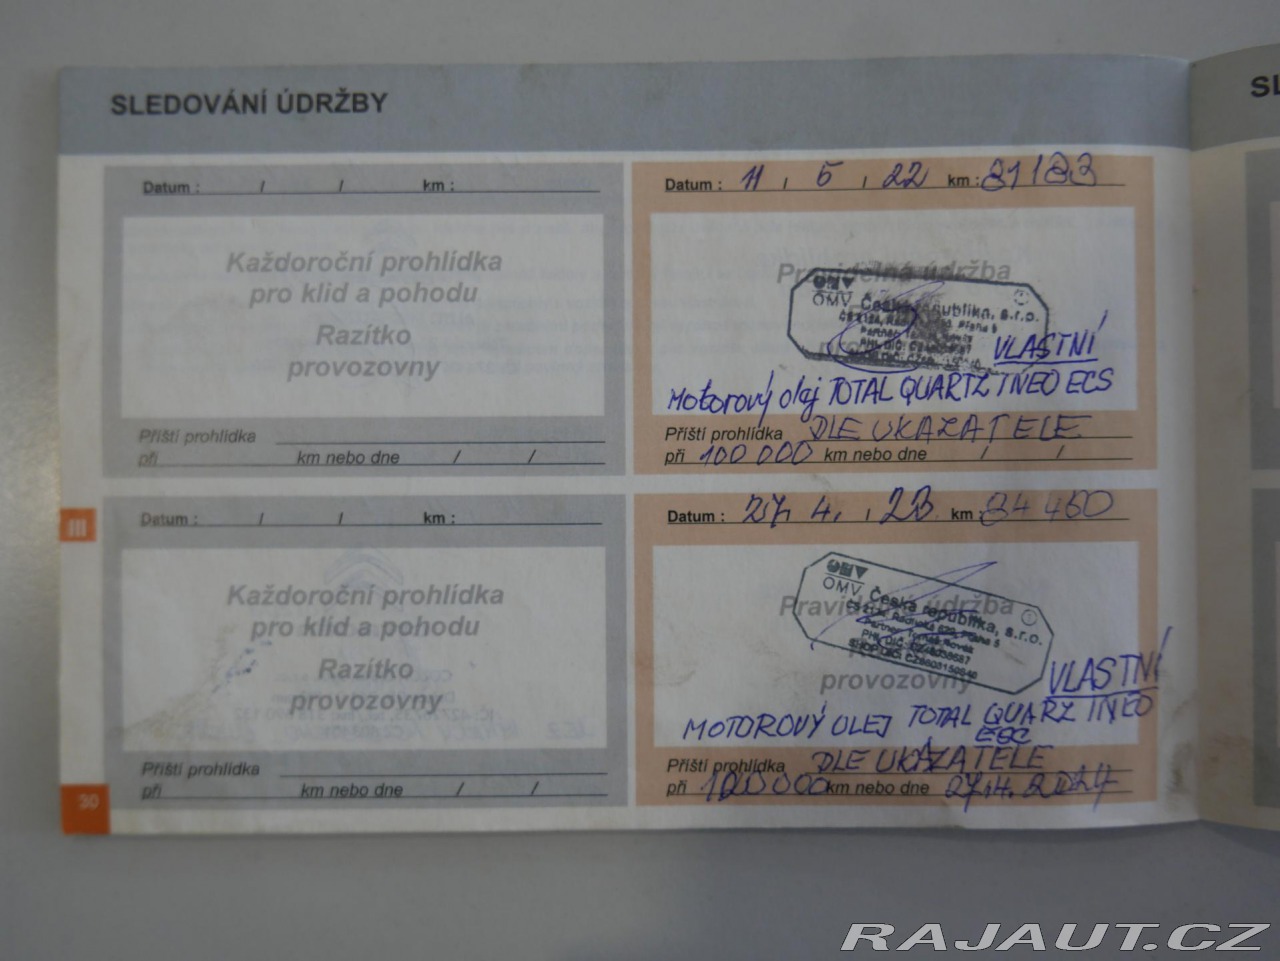 SLEDOVÁNÍ ÚDRŽBY
Datum : / / km :
Každoroční prohlídka
pro klid a pohodu
Razítko
provozovny
Příští prohlídka
při km nebo dne / /
Datum : 11 / 5 / 22 km : 81183
Pravidelná údržba
OMV Česká republika, s.r.o.
VLASTNÍ
Motorový olej TOTAL QUARTZ INEO ECS
Příští prohlídka DLE UKAZATELE
při 100 000 km nebo dne / /
Datum : / / km :
Každoroční prohlídka
pro klid a pohodu
Razítko
provozovny
Příští prohlídka
při km nebo dne / /
Datum : 27. 4. / 23 km : 84 460
Pravidelná údržba
OMV Česká republika, s.r.o.
provozovny
VLASTNÍ
MOTOROVÝ OLEJ TOTAL QUARZ INEO
Příští prohlídka DLE UKAZATELE
při 120 000 km nebo dne 27.4. 2024
III
30
SL
RAJAUT.CZ